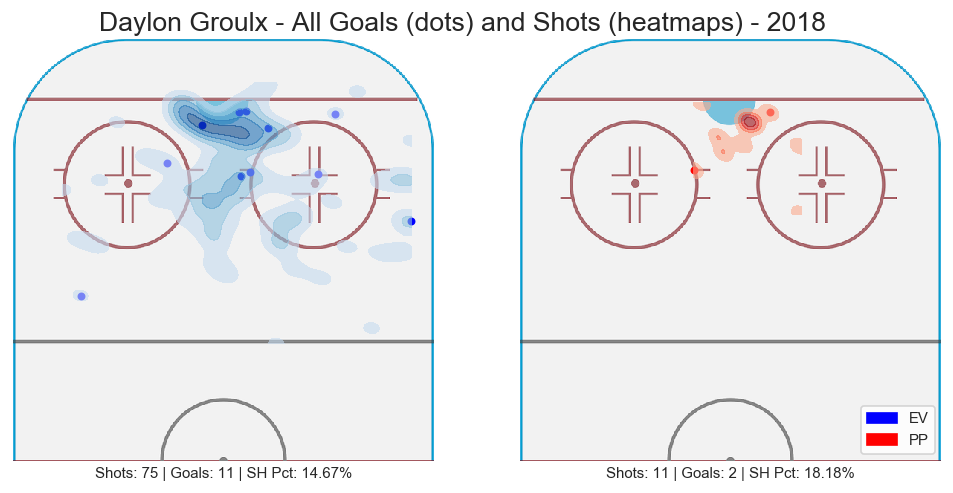 Daylon Groulx - All Goals (dots) and Shots (heatmaps) - 2018
EV
PP
Shots: 75 | Goals: 11 | SH Pct: 14.67%
Shots: 11 | Goals: 2 | SH Pct: 18.18%